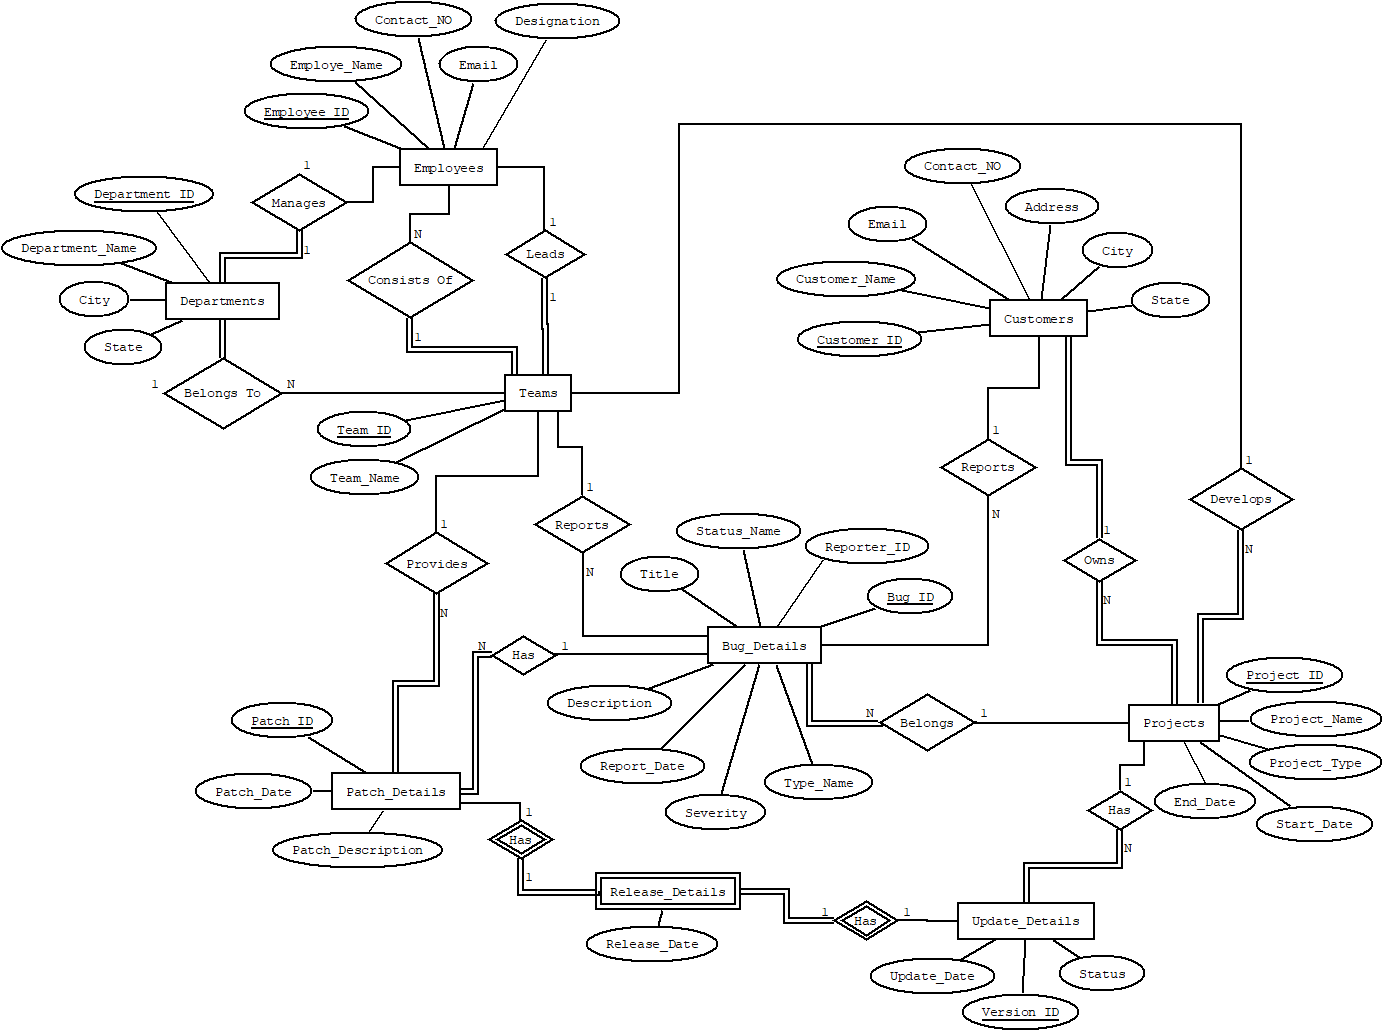 Contact_NO
Designation
Employe_Name
Email
Employee_ID
Employees
1
Manages
1
Department_ID
Department_Name
City
State
Departments
N
Consists Of
1
1
Leads
1
1
Belongs To
N
Teams
Team_ID
Team_Name
Contact_NO
Address
Email
City
Customer_Name
State
Customer_ID
Customers
1
Reports
N
1
Owns
N
1
Develops
N
1
Reports
N
1
Provides
N
Status_Name
Reporter_ID
Title
Bug_ID
Bug_Details
Description
Report_Date
Severity
Type_Name
N
Has
1
N
Belongs
1
Project_ID
Project_Name
Project_Type
Projects
End_Date
Start_Date
Patch_ID
Patch_Date
Patch_Details
Patch_Description
1
Has
1
Release_Details
Release_Date
1
Has
1
1
Has
N
Update_Details
Update_Date
Status
Version_ID